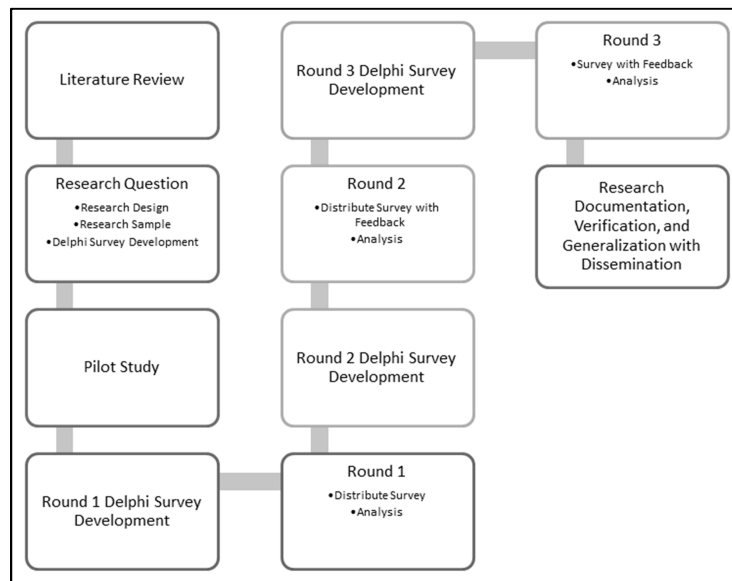 Literature Review
Research Question
•Research Design
•Research Sample
•Delphi Survey Development
Pilot Study
Round 1 Delphi Survey
Development
Round 1
•Distribute Survey
•Analysis
Round 2 Delphi Survey
Development
Round 2
•Distribute Survey with
Feedback
•Analysis
Round 3 Delphi Survey
Development
Round 3
•Survey with Feedback
•Analysis
Research
Documentation,
Verification, and
Generalization with
Dissemination